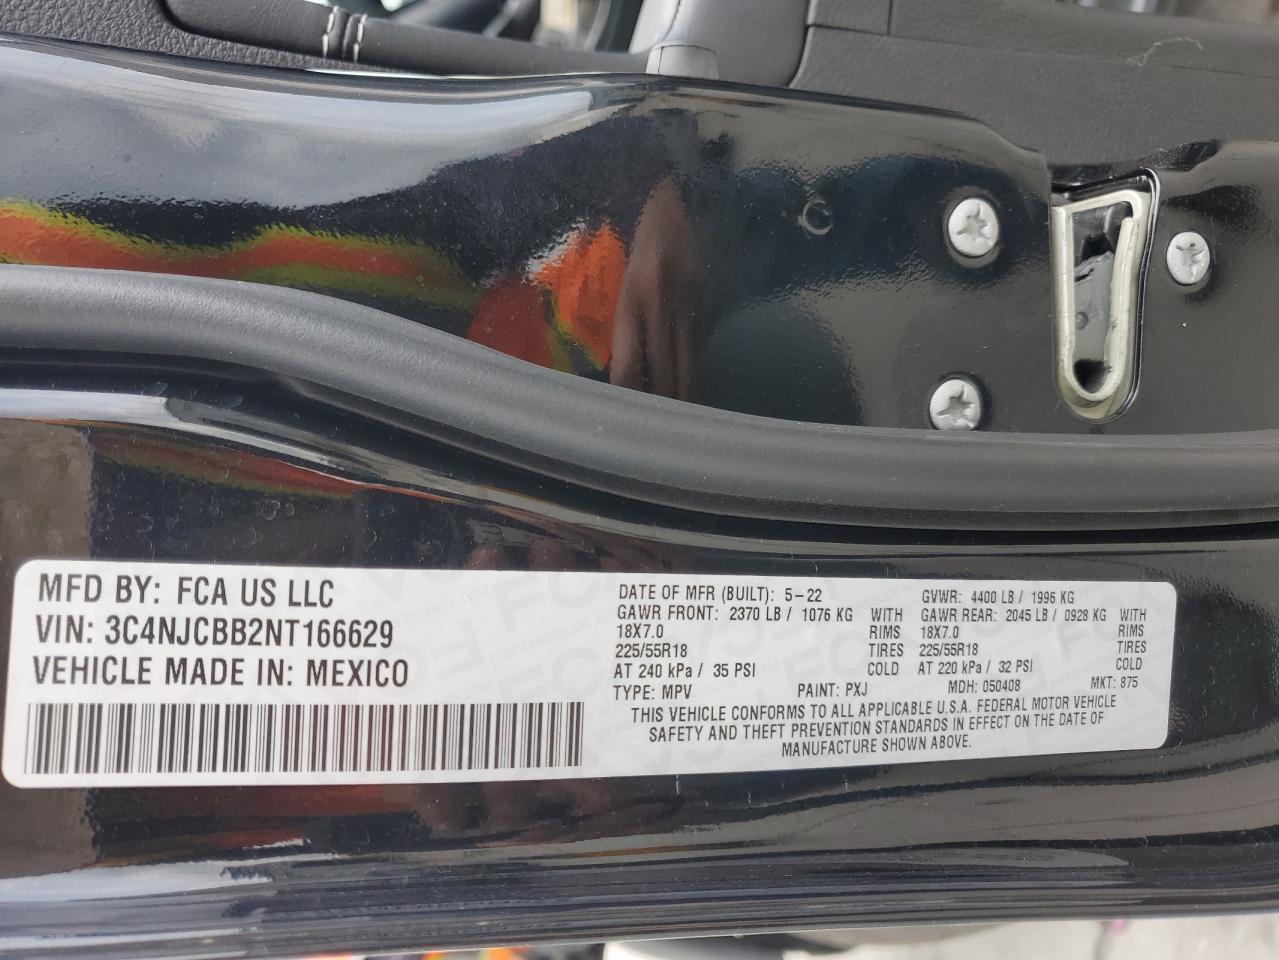 MFD BY: FCA US LLC
VIN: 3C4NJCBB2NT166629
VEHICLE MADE IN: MEXICO
DATE OF MFR (BUILT): 5-22 GVWR: 4400 LB / 1996 KG
GAWR FRONT: 2370 LB / 1076 KG WITH GAWR REAR: 2045 LB / 0928 KG WITH
18X7.0 RIMS 18X7.0 RIMS
225/55R18 TIRES 225/55R18 TIRES
AT 240 kPa / 35 PSI COLD AT 220 kPa / 32 PSI COLD
TYPE: MPV PAINT: PXJ MDH: 050408 MKT: 875
THIS VEHICLE CONFORMS TO ALL APPLICABLE U.S.A. FEDERAL MOTOR VEHICLE
SAFETY AND THEFT PREVENTION STANDARDS IN EFFECT ON THE DATE OF
MANUFACTURE SHOWN ABOVE.